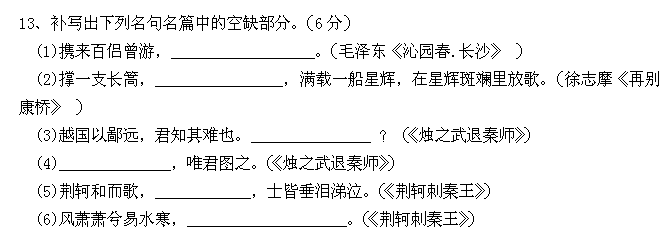 13、补写出下列名句名篇中的空缺部分。(6分)
(1)携来百侣曾游，________________。(毛泽东《沁园春.长沙》 )
(2)撑一支长篙，________________，满载一船星辉，在星辉斑斓里放歌。(徐志摩《再别
康桥》 )
(3)越国以鄙远，君知其难也。______________ ？(《烛之武退秦师》)
(4)______________，唯君图之。(《烛之武退秦师》)
(5)荆轲和而歌，____________，士皆垂泪涕泣。(《荆轲刺秦王》)
(6)风萧萧兮易水寒，____________________。(《荆轲刺秦王》)